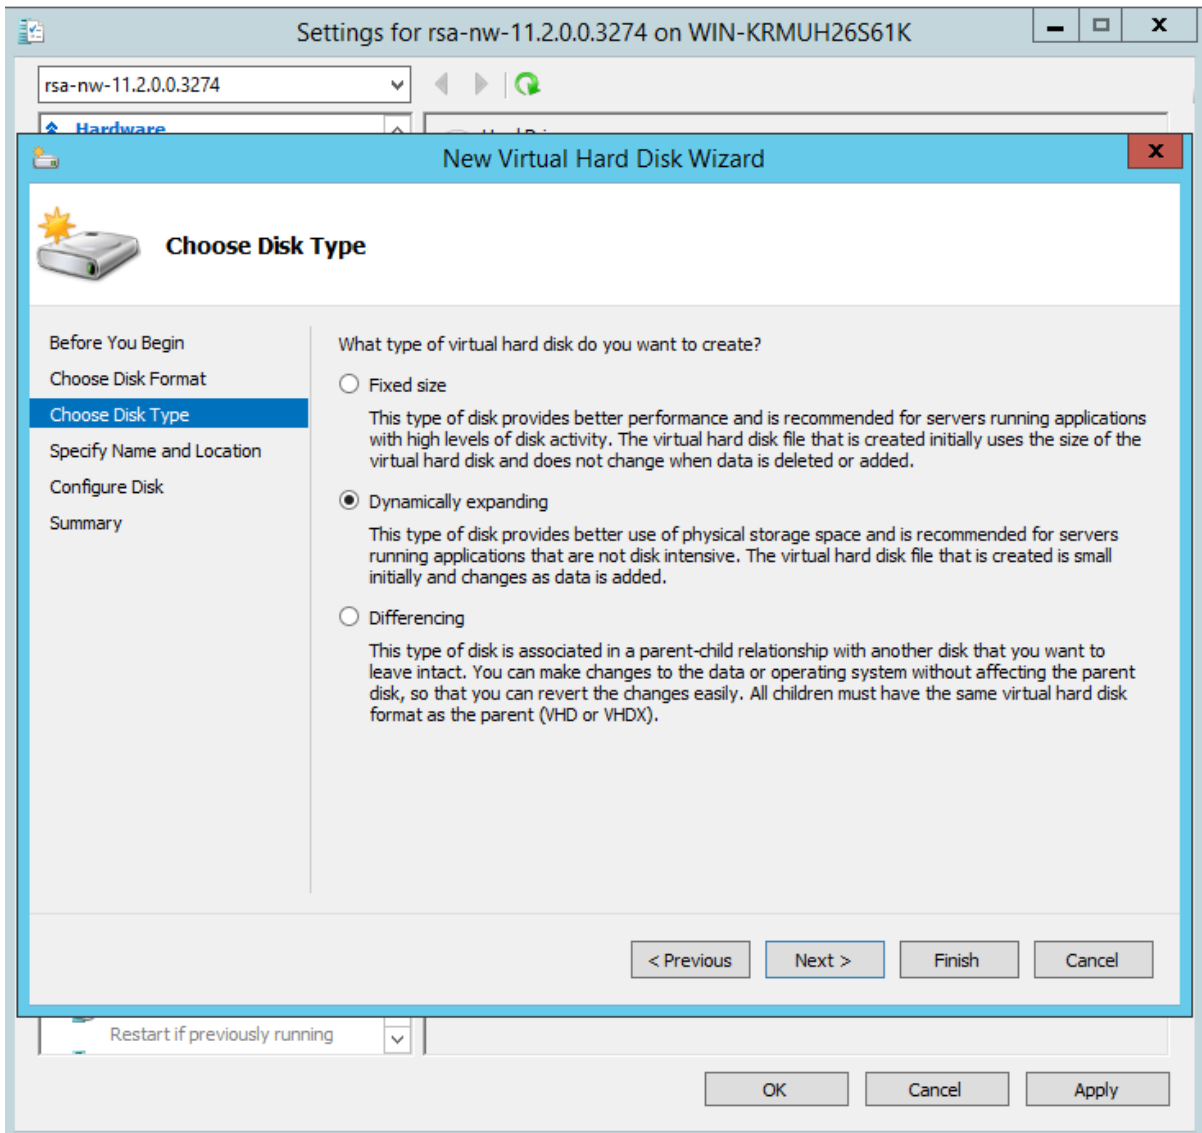 Settings for rsa-nw-11.2.0.0.3274 on WIN-KRMUH26S61K
rsa-nw-11.2.0.0.3274
Hardware
New Virtual Hard Disk Wizard
Choose Disk Type
Before You Begin
Choose Disk Format
Choose Disk Type
Specify Name and Location
Configure Disk
Summary
What type of virtual hard disk do you want to create?
Fixed size
This type of disk provides better performance and is recommended for servers running applications
with high levels of disk activity. The virtual hard disk file that is created initially uses the size of the
virtual hard disk and does not change when data is deleted or added.
Dynamically expanding
This type of disk provides better use of physical storage space and is recommended for servers
running applications that are not disk intensive. The virtual hard disk file that is created is small
initially and changes as data is added.
Differencing
This type of disk is associated in a parent-child relationship with another disk that you want to
leave intact. You can make changes to the data or operating system without affecting the parent
disk, so that you can revert the changes easily. All children must have the same virtual hard disk
format as the parent (VHD or VHDX).
< Previous
Next >
Finish
Cancel
Restart if previously running
OK
Cancel
Apply